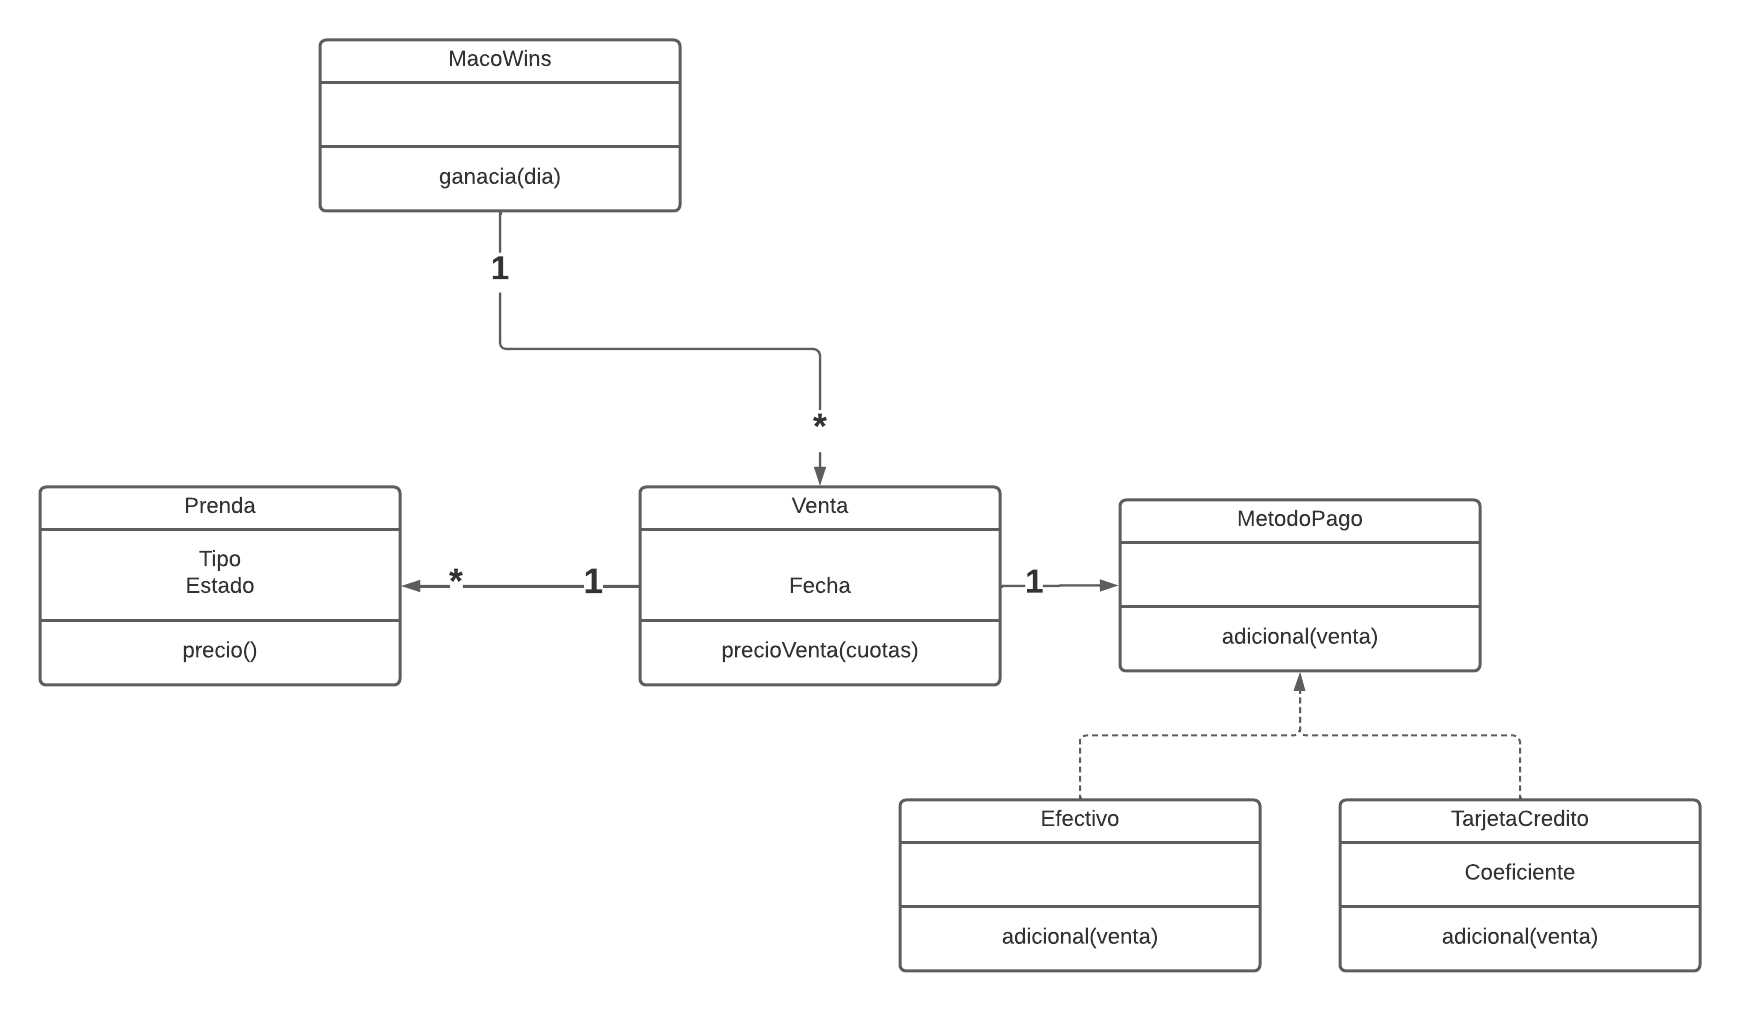 MacoWins
ganacia(dia)
1
*
Prenda
Tipo
Estado
precio()
*
1
Venta
Fecha
precioVenta(cuotas)
1
MetodoPago
adicional(venta)
Efectivo
adicional(venta)
TarjetaCredito
Coeficiente
adicional(venta)